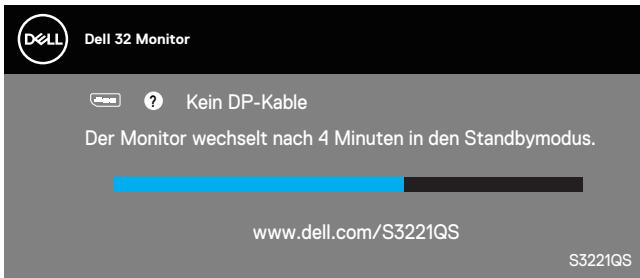 DELL
Dell 32 Monitor
? Kein DP-Kable
Der Monitor wechselt nach 4 Minuten in den Standbymodus.
www.dell.com/S3221QS
S3221QS